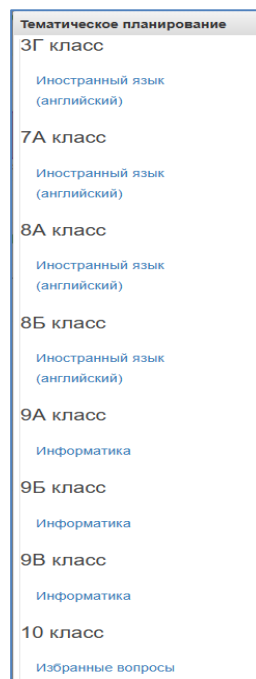 Тематическое планирование
3Г класс
Иностранный язык
(английский)
7А класс
Иностранный язык
(английский)
8А класс
Иностранный язык
(английский)
8Б класс
Иностранный язык
(английский)
9А класс
Информатика
9Б класс
Информатика
9В класс
Информатика
10 класс
Избранные вопросы